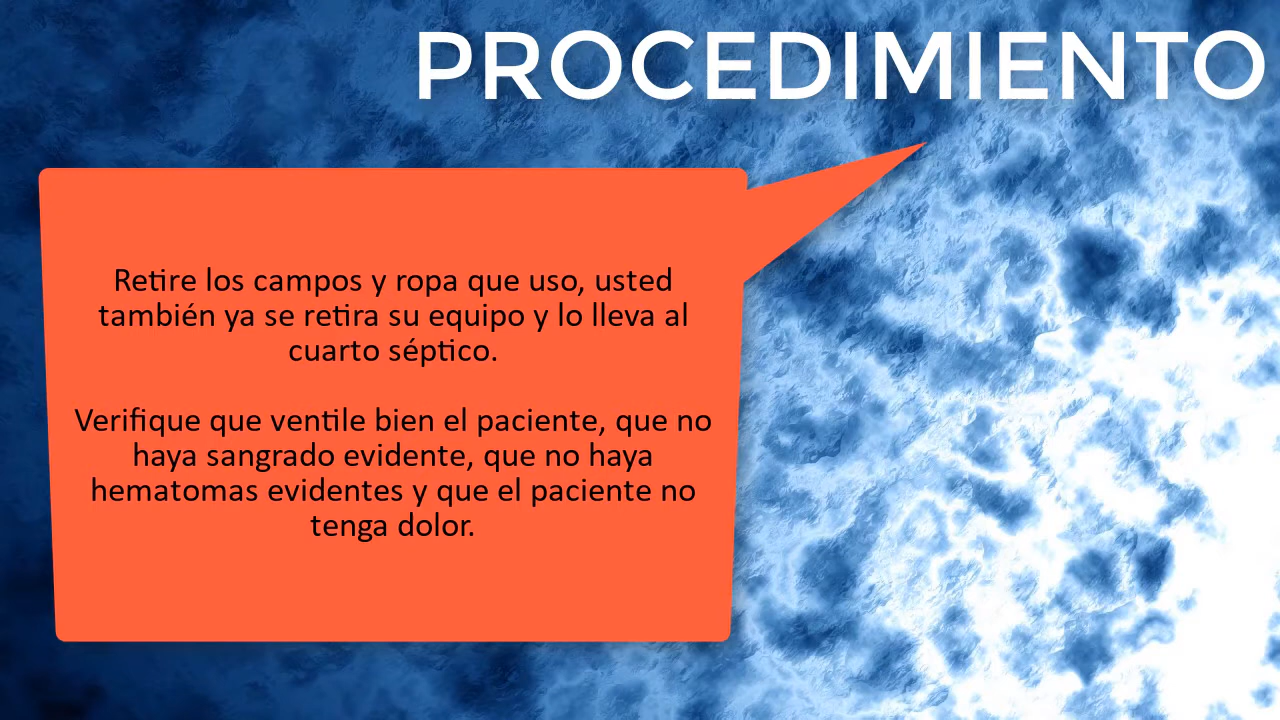 PROCEDIMIENTO
Retire los campos y ropa que uso, usted
también ya se retira su equipo y lo lleva al
cuarto séptico.
Verifique que ventile bien el paciente, que no
haya sangrado evidente, que no haya
hematomas evidentes y que el paciente no
tenga dolor.